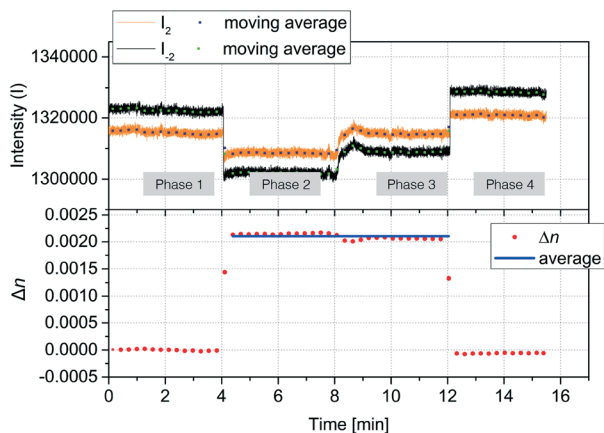 I2 moving average
I-2 moving average
Intensity (I)
1340000
1320000
1300000
Phase 1 Phase 2 Phase 3 Phase 4
Δn
0.0025
0.0020
0.0015
0.0010
0.0005
0.0000
-0.0005
Δn
average
0 2 4 6 8 10 12 14 16
Time [min]